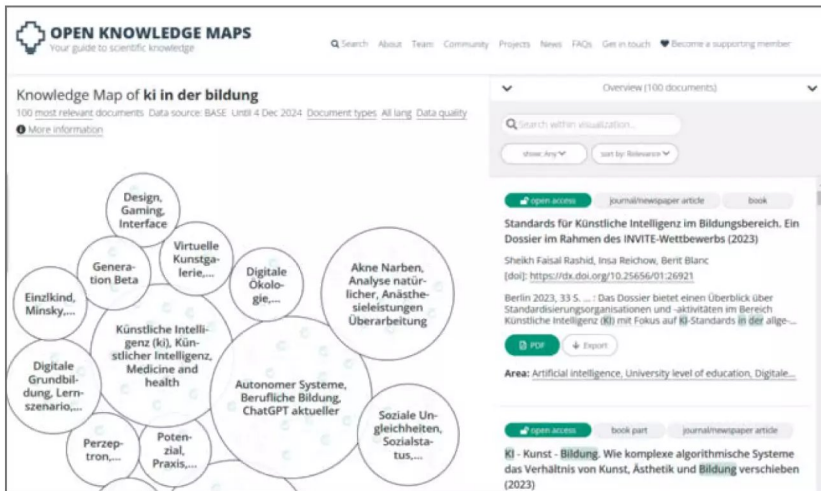 OPEN KNOWLEDGE MAPS
Your guide to scientific knowledge
Search About Team Community Projects News FAQs Get in touch Become a supporting member
Knowledge Map of ki in der bildung
100 most relevant documents Data source: BASE Until 4 Dec 2024 Document types All lang Data quality
More information
Design,
Gaming,
Interface
Virtuelle
Kunstga-
lerie,...
Genera-
tion Beta
Digitale
Ökolo-
gie,...
Akne Narben,
Analyse natür-
licher, Anästhe-
sieleistungen
Überarbeitung
Einzlkind,
Minsky,...
Künstliche Intelli-
genz (ki), Kün-
stlicher Intelligenz,
Medicine and
health
Digitale
Grundbil-
dung, Lern-
szenario,...
Autonomer Systeme,
Berufliche Bildung,
ChatGPT aktueller
Soziale Un-
gleichheiten,
Sozialsta-
tus,...
Perzep-
tron,...
Poten-
zial,
Praxis,...
Overview (100 documents)
Search within visualization...
show: Any
sort by: Relevance
open access journal/newspaper article book
Standards für Künstliche Intelligenz im Bildungsbereich. Ein
Dossier im Rahmen des INVITE-Wettbewerbs (2023)
Sheikh Faisal Rashid, Insa Reichow, Berit Blanc
[doi]: https://dx.doi.org/10.25656/01:26921
Berlin 2023, 33 S. ... : Das Dossier bietet einen Überblick über
Standardisierungsorganisationen und -aktivitäten im Bereich
Künstliche Intelligenz (KI) mit Fokus auf KI-Standards in der allge-...
PDF Export
Area: Artificial intelligence, University level of education, Digitale...
open access book part journal/newspaper article
KI - Kunst - Bildung. Wie komplexe algorithmische Systeme
das Verhältnis von Kunst, Ästhetik und Bildung verschieben
(2023)